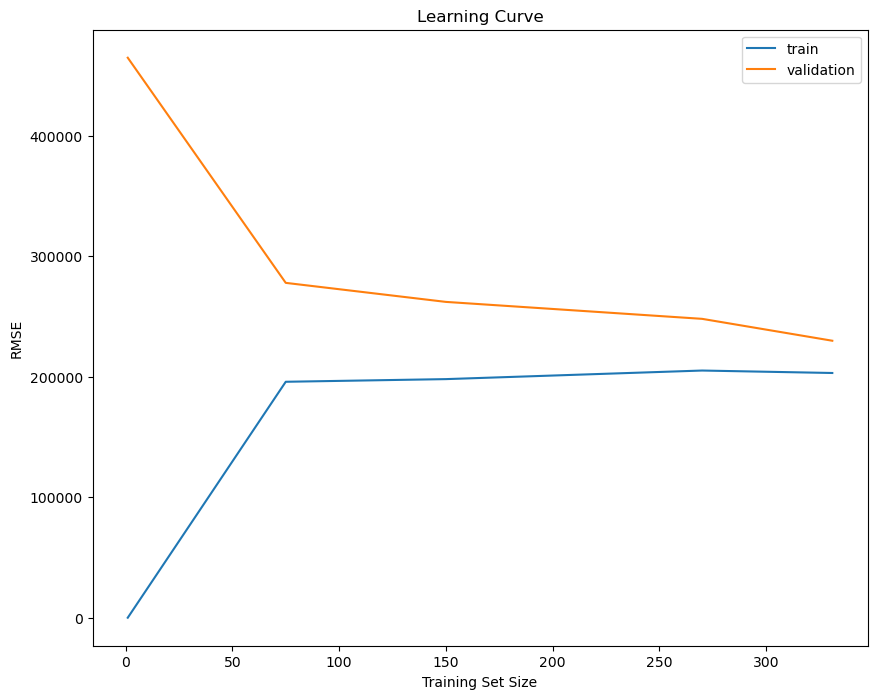 Learning Curve
train
validation
400000
300000
200000
100000
0
RMSE
0 50 100 150 200 250 300
Training Set Size